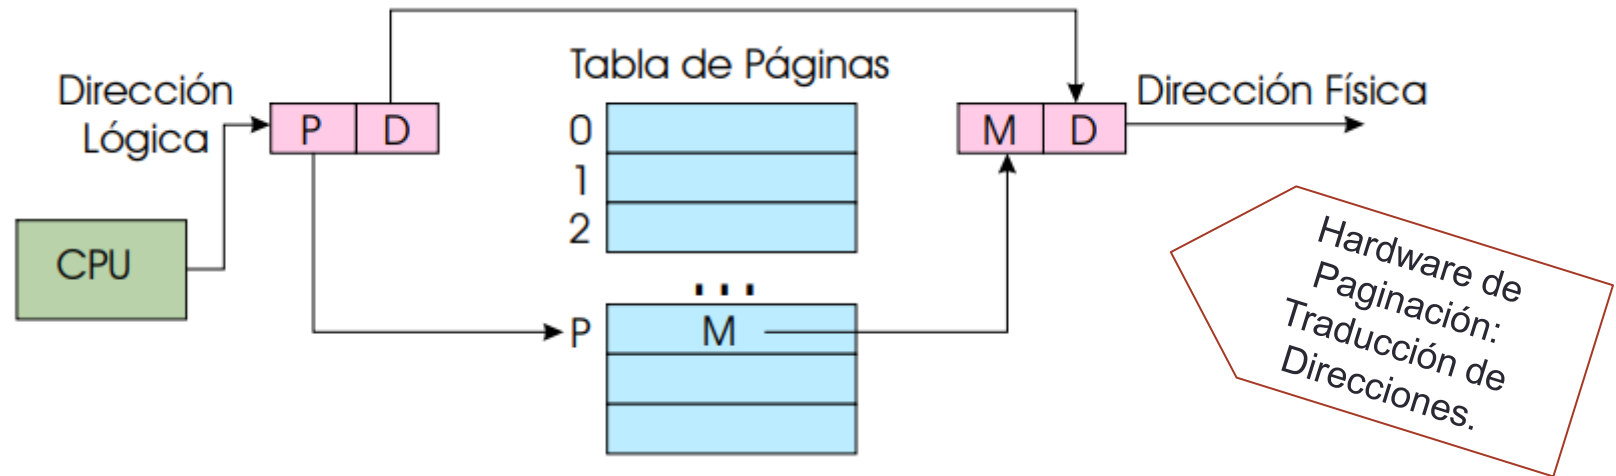 Dirección
Lógica
P D
CPU
Tabla de Páginas
0
1
2
...
P M
M D
Dirección Física
Hardware de
Paginación:
Traducción de
Direcciones.